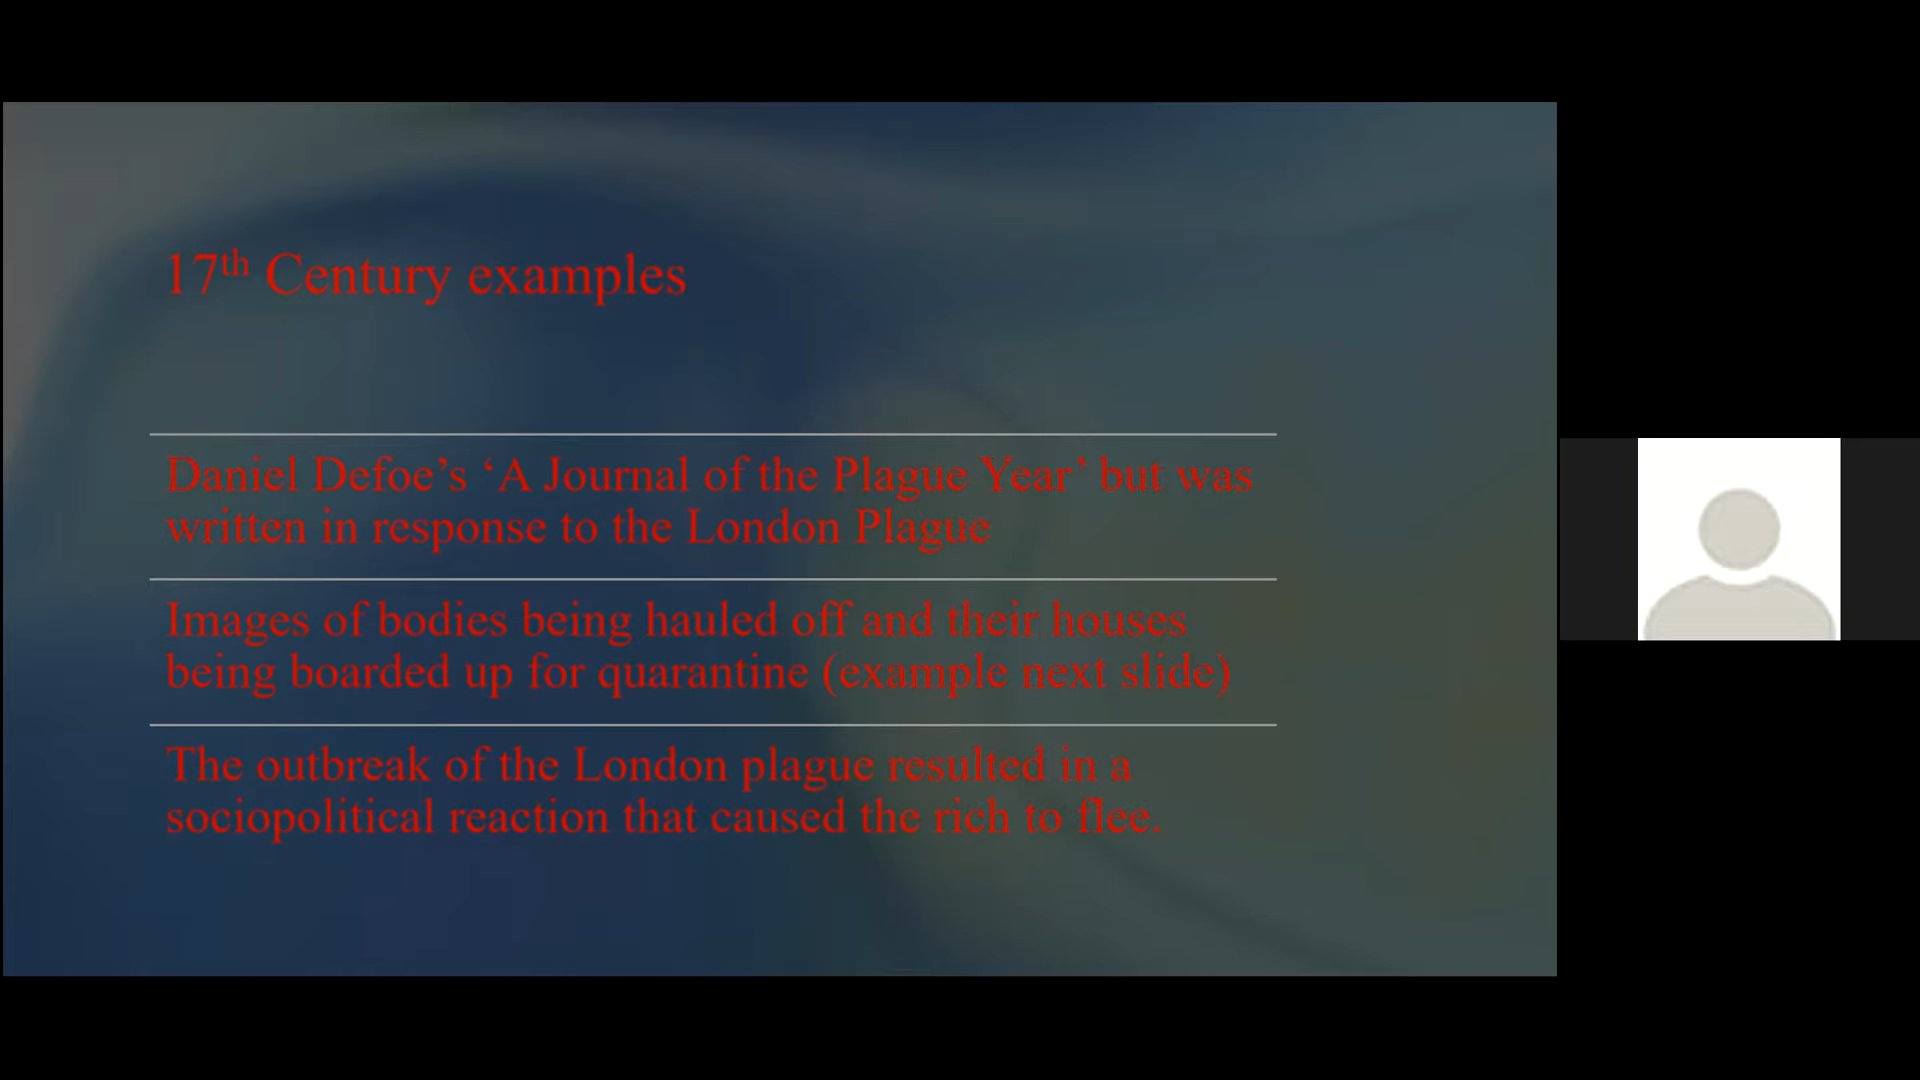 17th Century examples
Daniel Defoe’s ‘A Journal of the Plague Year’ but was
written in response to the London Plague
Images of bodies being hauled off and their houses
being boarded up for quarantine (example next slide)
The outbreak of the London plague resulted in a
sociopolitical reaction that caused the rich to flee.